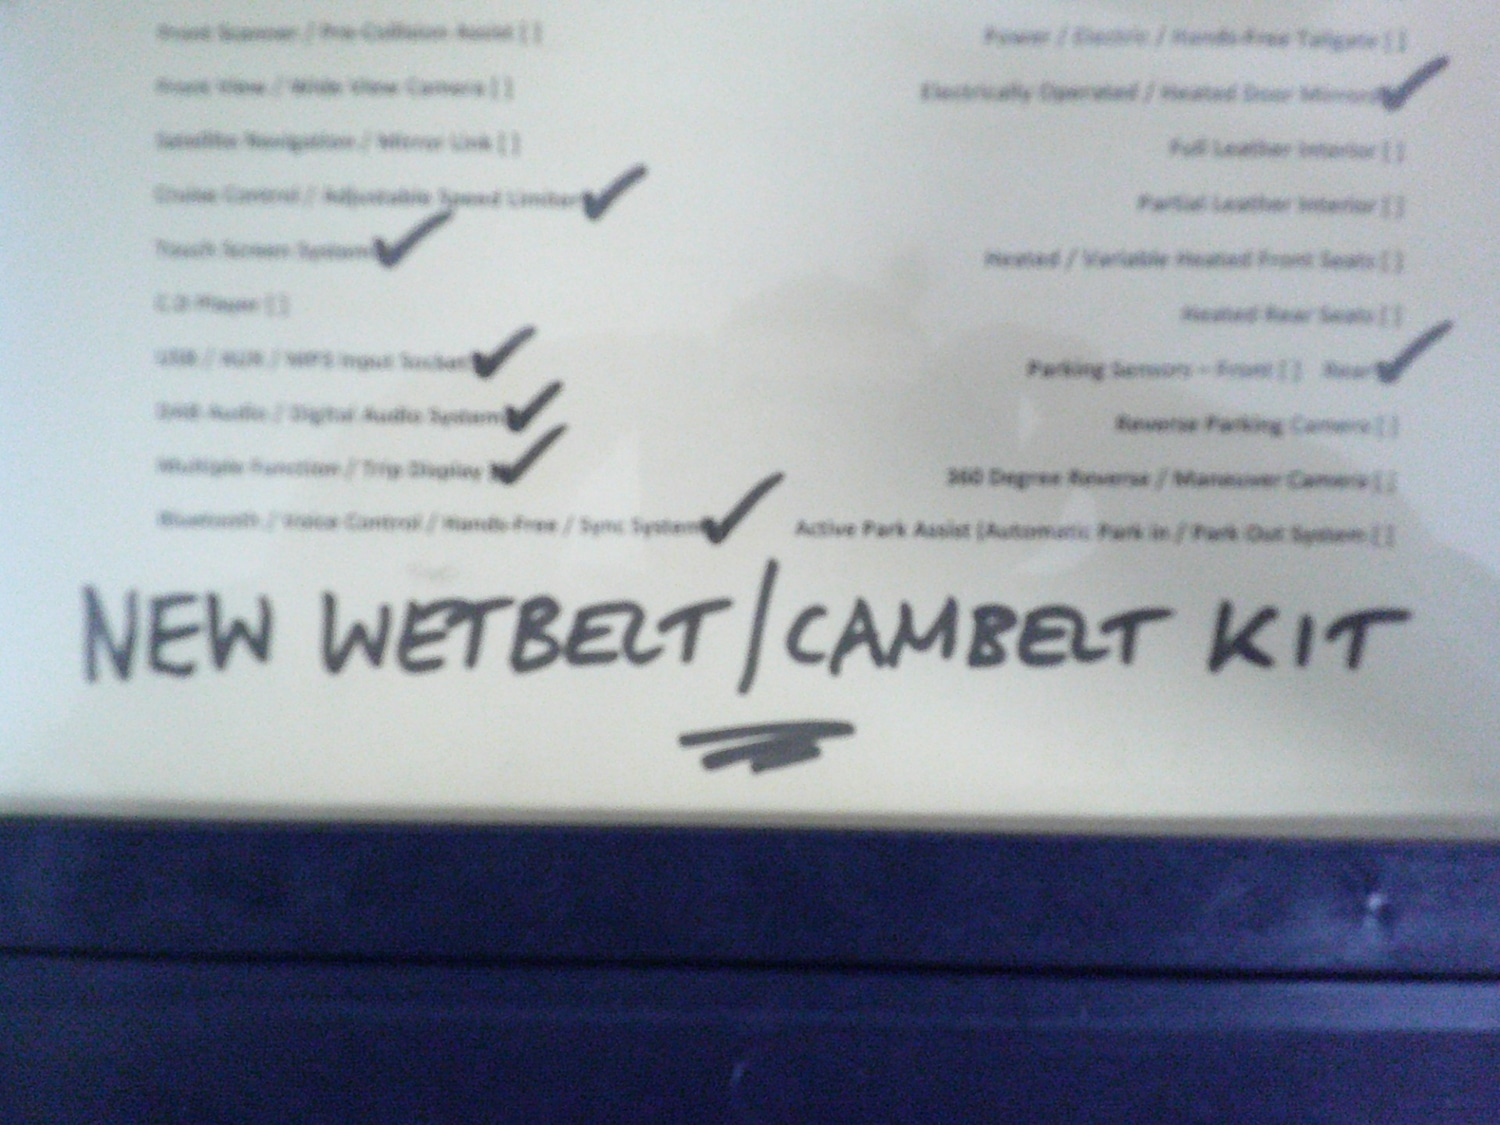 Front Scanner / Pre-Collision Assist [ ]
Front View / Wide View Camera [ ]
Satellite Navigation / Mirror Link [ ]
Cruise Control / Adjustable Speed Limiter ✓
Touch Screen System ✓
C.D Player [ ]
USB / AUX / MP3 Input Socket ✓
DAB Audio / Digital Audio System ✓
Multiple Function / Trip Display ✓
Bluetooth / Voice Control / Hands-Free / Sync System ✓
Power / Electric / Hands-Free Tailgate [ ]
Electrically Operated / Heated Door Mirrors ✓
Full Leather Interior [ ]
Partial Leather Interior [ ]
Heated / Variable Heated Front Seats [ ]
Heated Rear Seats [ ]
Parking Sensors – Front [ ] Rear ✓
Reverse Parking Camera [ ]
360 Degree Reverse / Maneuver Camera [ ]
Active Park Assist (Automatic Park In / Park Out System [ ]
NEW WETBELT/CAMBELT KIT